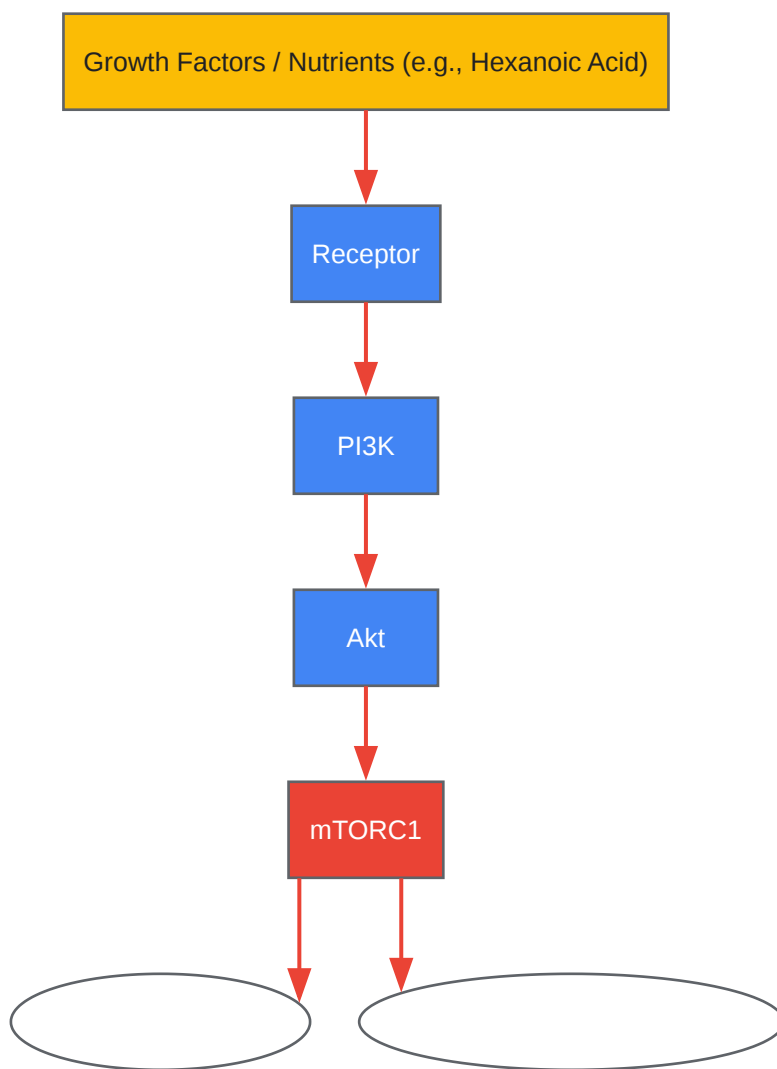 Growth Factors / Nutrients (e.g., Hexanoic Acid)
Receptor
PI3K
Akt
mTORC1